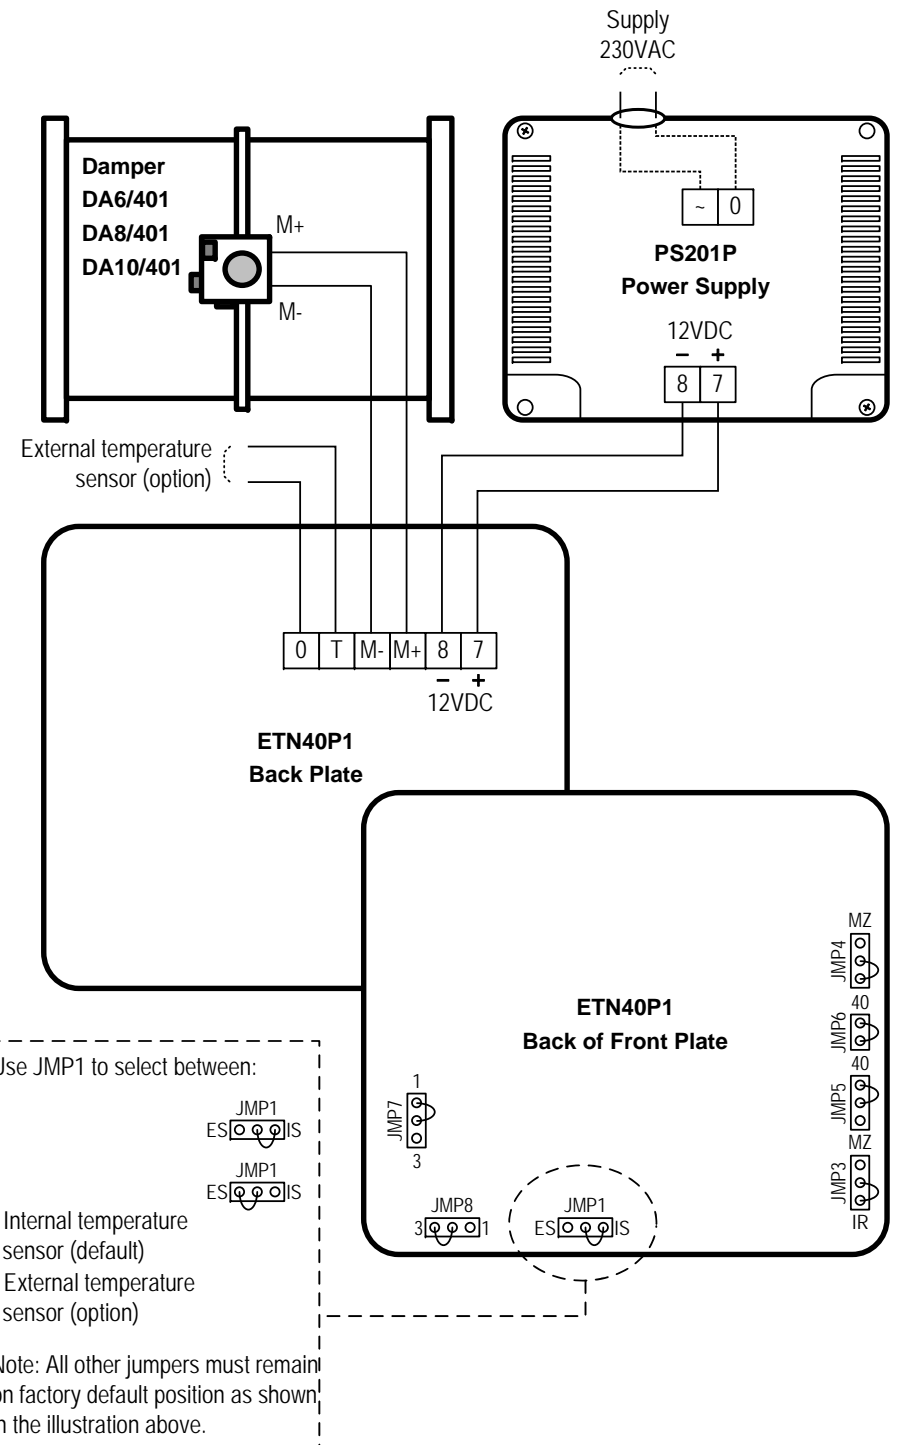 Supply
230VAC
Damper
DA6/401
DA8/401
DA10/401
M+
M-
~ 0
PS201P
Power Supply
12VDC
– +
8 7
External temperature
sensor (option)
0 T M- M+ 8 7
– +
12VDC
ETN40P1
Back Plate
ETN40P1
Back of Front Plate
MZ
JMP4
40
JMP6
40
JMP5
MZ
JMP3
IR
1
JMP7
3
JMP8
3 1
JMP1
ES IS
Use JMP1 to select between:
JMP1
ES IS
JMP1
ES IS
Internal temperature
sensor (default)
External temperature
sensor (option)
Note: All other jumpers must remain
on factory default position as shown
in the illustration above.